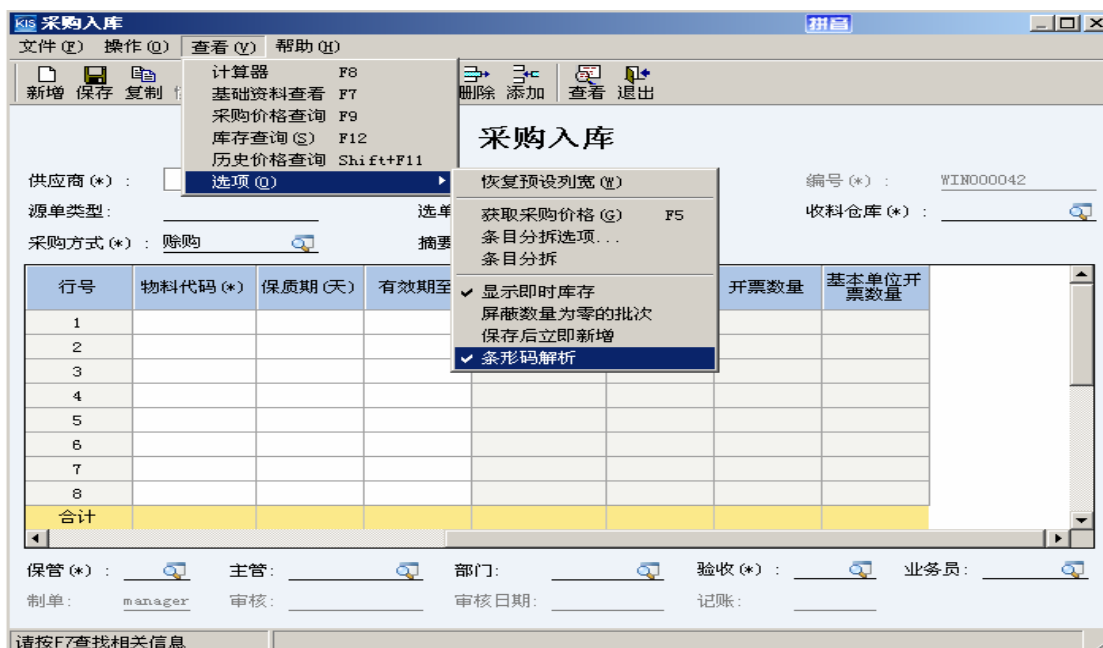 KIS 采购入库 拼音
文件(F) 操作(O) 查看(V) 帮助(H)
新增 保存 复制 删除 添加 查看 退出
计算器 F8
基础资料查看 F7
采购价格查询 F9
库存查询(S) F12
历史价格查询 Shift+F11
选项(O)
采购入库
恢复预设列宽(W)
获取采购价格(G) F5
条目分拆选项...
条目分拆
显示即时库存
屏蔽数量为零的批次
保存后立即新增
条形码解析
供应商(*) : 编号(*) : WIN000042
源单类型: 选单 收料仓库(*) :
采购方式(*) : 赊购 摘要
行号 物料代码(*) 保质期(天) 有效期至 开票数量 基本单位开票数量
1
2
3
4
5
6
7
8
合计
保管(*) : 主管: 部门: 验收(*) : 业务员:
制单: manager 审核: 审核日期: 记账:
请按F7查找相关信息